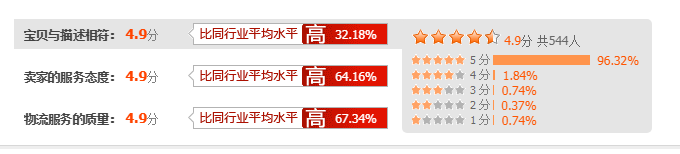 宝贝与描述相符： 4.9分 比同行业平均水平 高 32.18%
卖家的服务态度： 4.9分 比同行业平均水平 高 64.16%
物流服务的质量： 4.9分 比同行业平均水平 高 67.34%
4.9分 共544人
5 分 96.32%
4 分 1.84%
3 分 0.74%
2 分 0.37%
1 分 0.74%